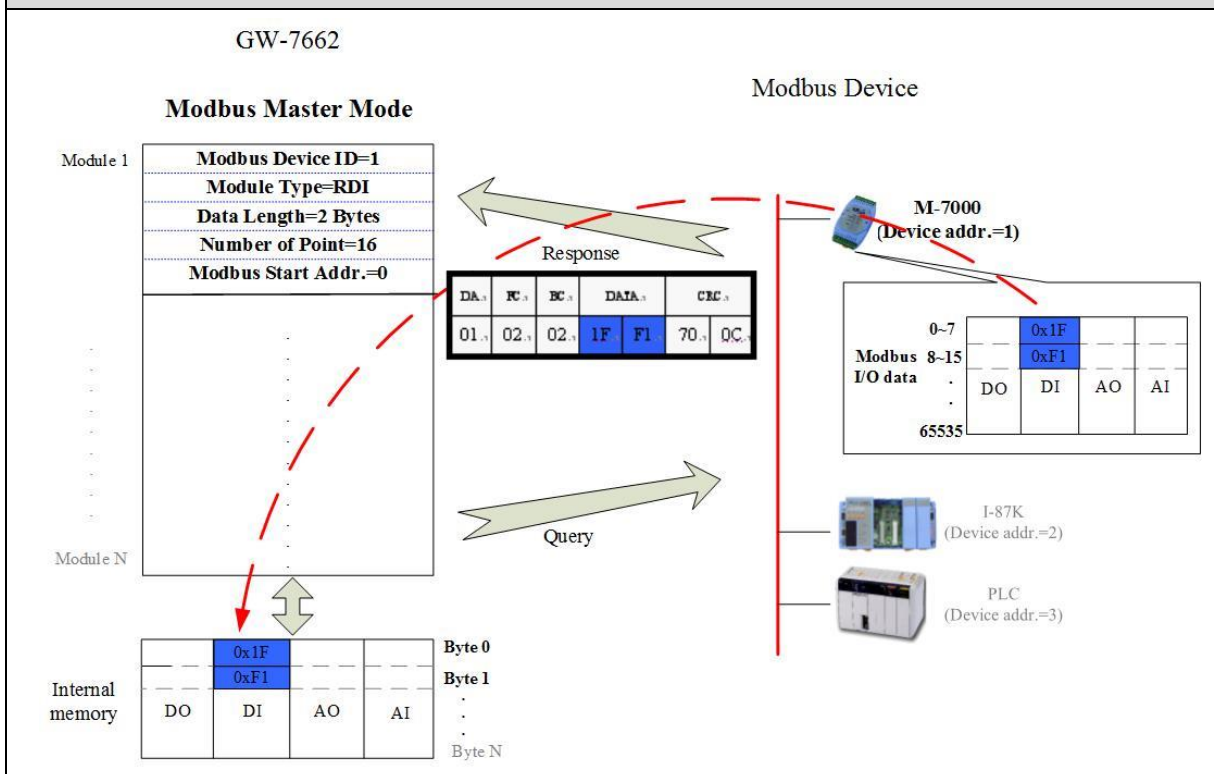 GW-7662
Modbus Master Mode
Module 1
Modbus Device ID=1
Module Type=RDI
Data Length=2 Bytes
Number of Point=16
Modbus Start Addr.=0
Module N
Response
DA FC BC DATA CRC
01 02 02 1F F1 70 0C
Query
Modbus Device
M-7000
(Device addr.=1)
0~7 0x1F
Modbus 8~15 0xF1
I/O data DO DI AO AI
65535
I-87K
(Device addr.=2)
PLC
(Device addr.=3)
0x1F Byte 0
0xF1 Byte 1
Internal
memory DO DI AO AI
Byte N